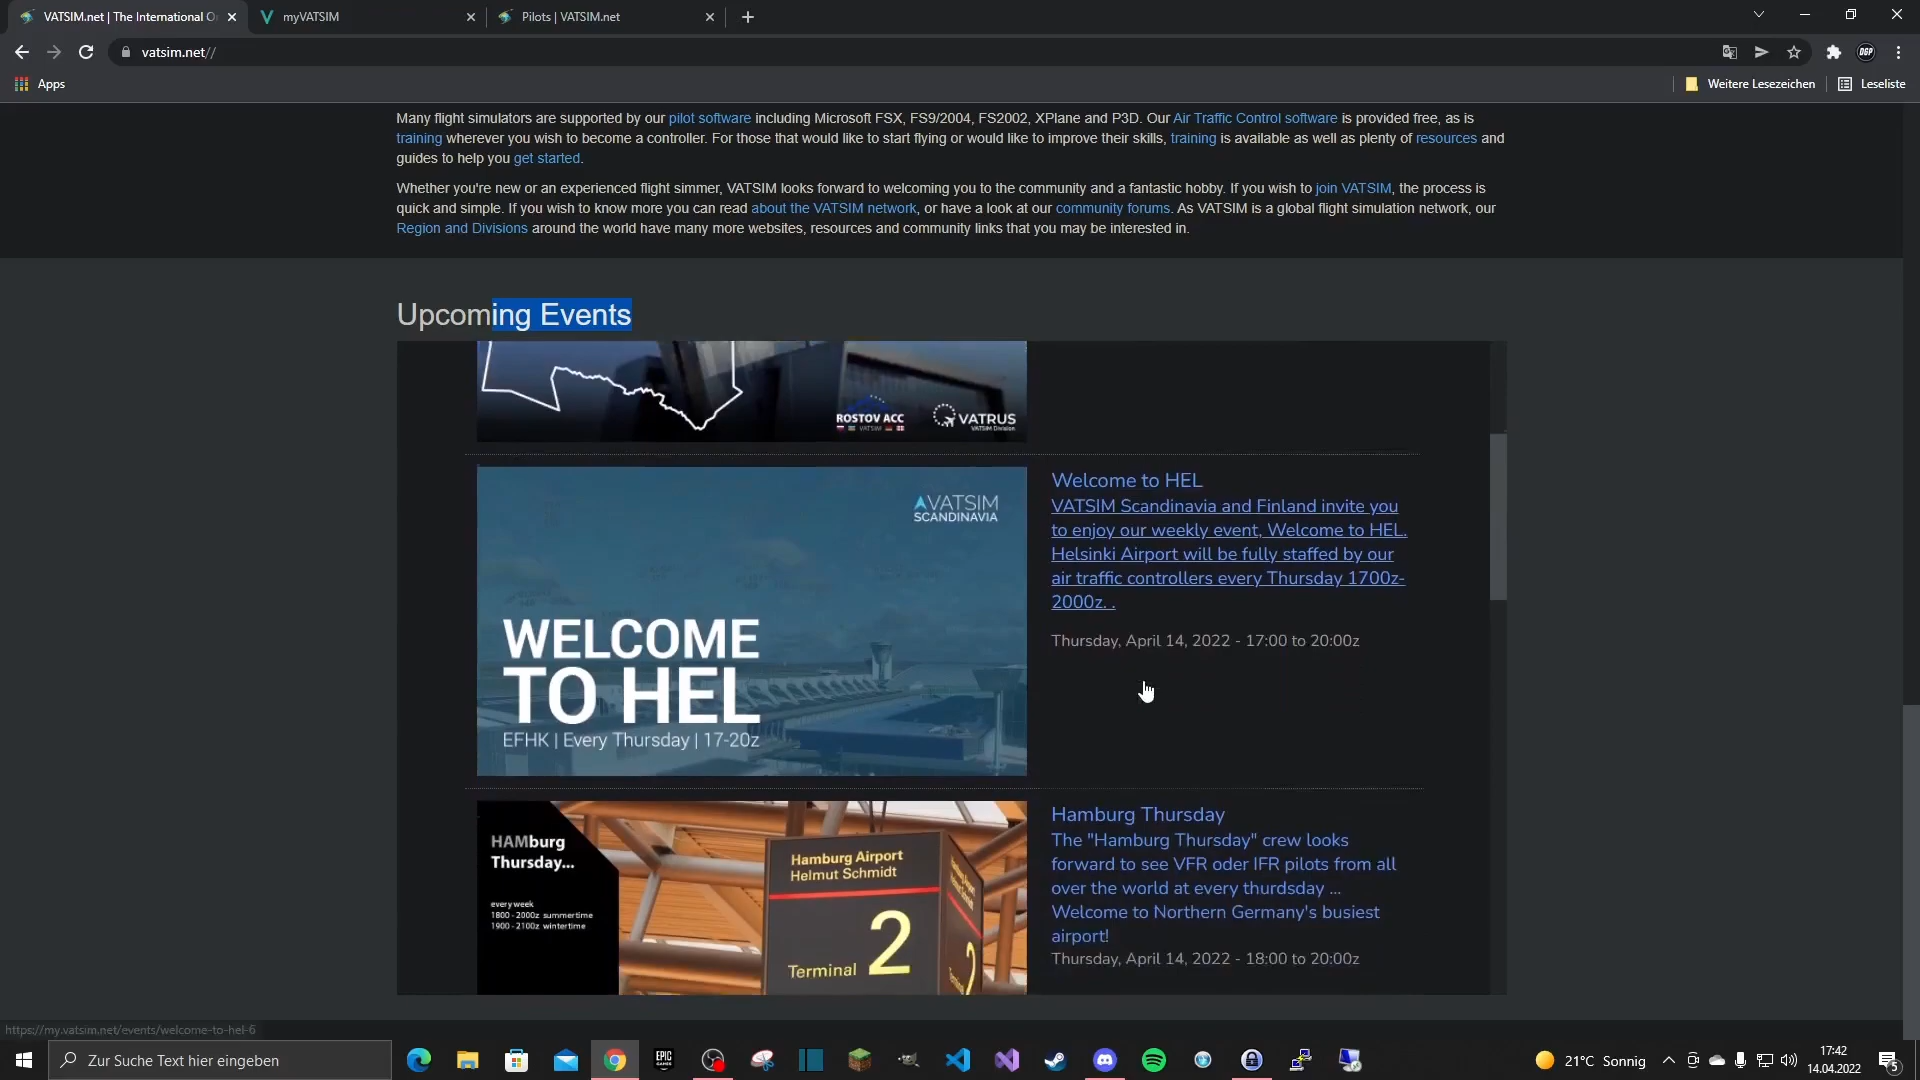 VATSIM.net | The International O
myVATSIM
Pilots | VATSIM.net
vatsim.net//
Apps
Weitere Lesezeichen
Leseliste
Many flight simulators are supported by our pilot software including Microsoft FSX, FS9/2004, FS2002, XPlane and P3D. Our Air Traffic Control software is provided free, as is
training wherever you wish to become a controller. For those that would like to start flying or would like to improve their skills, training is available as well as plenty of resources and
guides to help you get started.
Whether you're new or an experienced flight simmer, VATSIM looks forward to welcoming you to the community and a fantastic hobby. If you wish to join VATSIM, the process is
quick and simple. If you wish to know more you can read about the VATSIM network, or have a look at our community forums. As VATSIM is a global flight simulation network, our
Region and Divisions around the world have many more websites, resources and community links that you may be interested in.
Upcoming Events
ROSTOV ACC
VATRUS
VATSIM Division
VATSIM
SCANDINAVIA
WELCOME
TO HEL
EFHK | Every Thursday | 17-20z
Welcome to HEL
VATSIM Scandinavia and Finland invite you
to enjoy our weekly event, Welcome to HEL.
Helsinki Airport will be fully staffed by our
air traffic controllers every Thursday 1700z-
2000z. .
Thursday, April 14, 2022 - 17:00 to 20:00z
HAMburg
Thursday...
every week
1800 - 2000z summertime
1900 - 2100z wintertime
Hamburg Airport
Helmut Schmidt
2
Terminal
Hamburg Thursday
The "Hamburg Thursday" crew looks
forward to see VFR oder IFR pilots from all
over the world at every thurdsday ...
Welcome to Northern Germany's busiest
airport!
Thursday, April 14, 2022 - 18:00 to 20:00z
https://my.vatsim.net/events/welcome-to-hel-6
Zur Suche Text hier eingeben
EPIC
GAMES
21°C Sonnig
17:42
14.04.2022
5